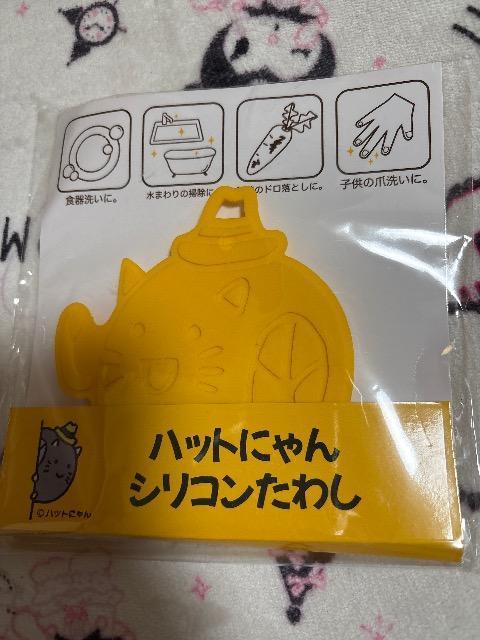 食器洗いに。
水まわりの掃除に
のドロ落としに。
子供の爪洗いに。
ハットにゃん
シリコンたわし
©ハットにゃん